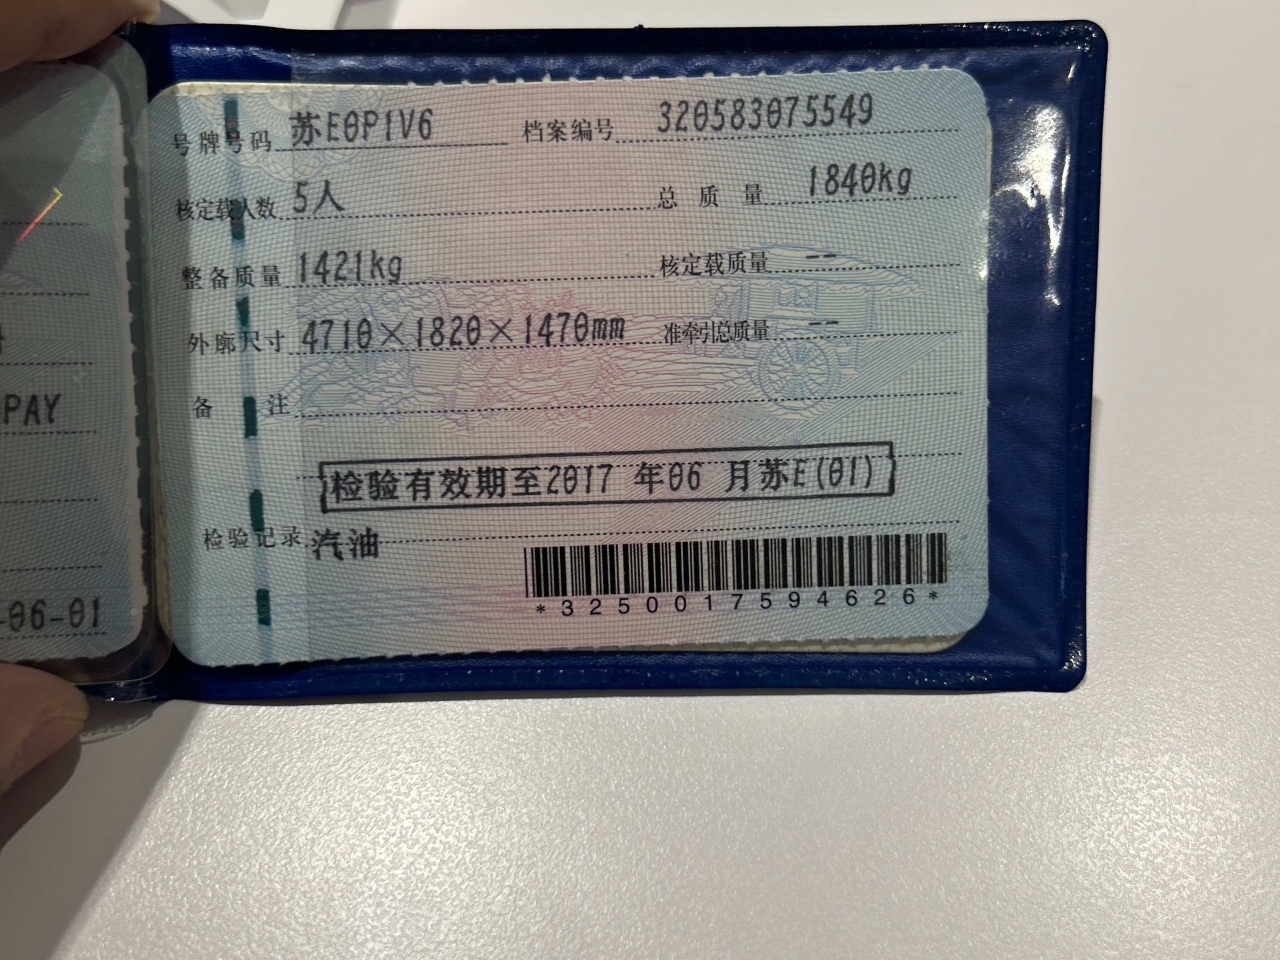 号牌号码 苏E0P1V6 档案编号 320583075549
核定载人数 5人 总质量 1840kg
整备质量 1421kg 核定载质量 --
外廓尺寸 4710×1820×1470mm 准牵引总质量 --
备注
检验有效期至2017 年06 月苏E(01)
检验记录 汽油
*3250017594626*
PAY
-06-01